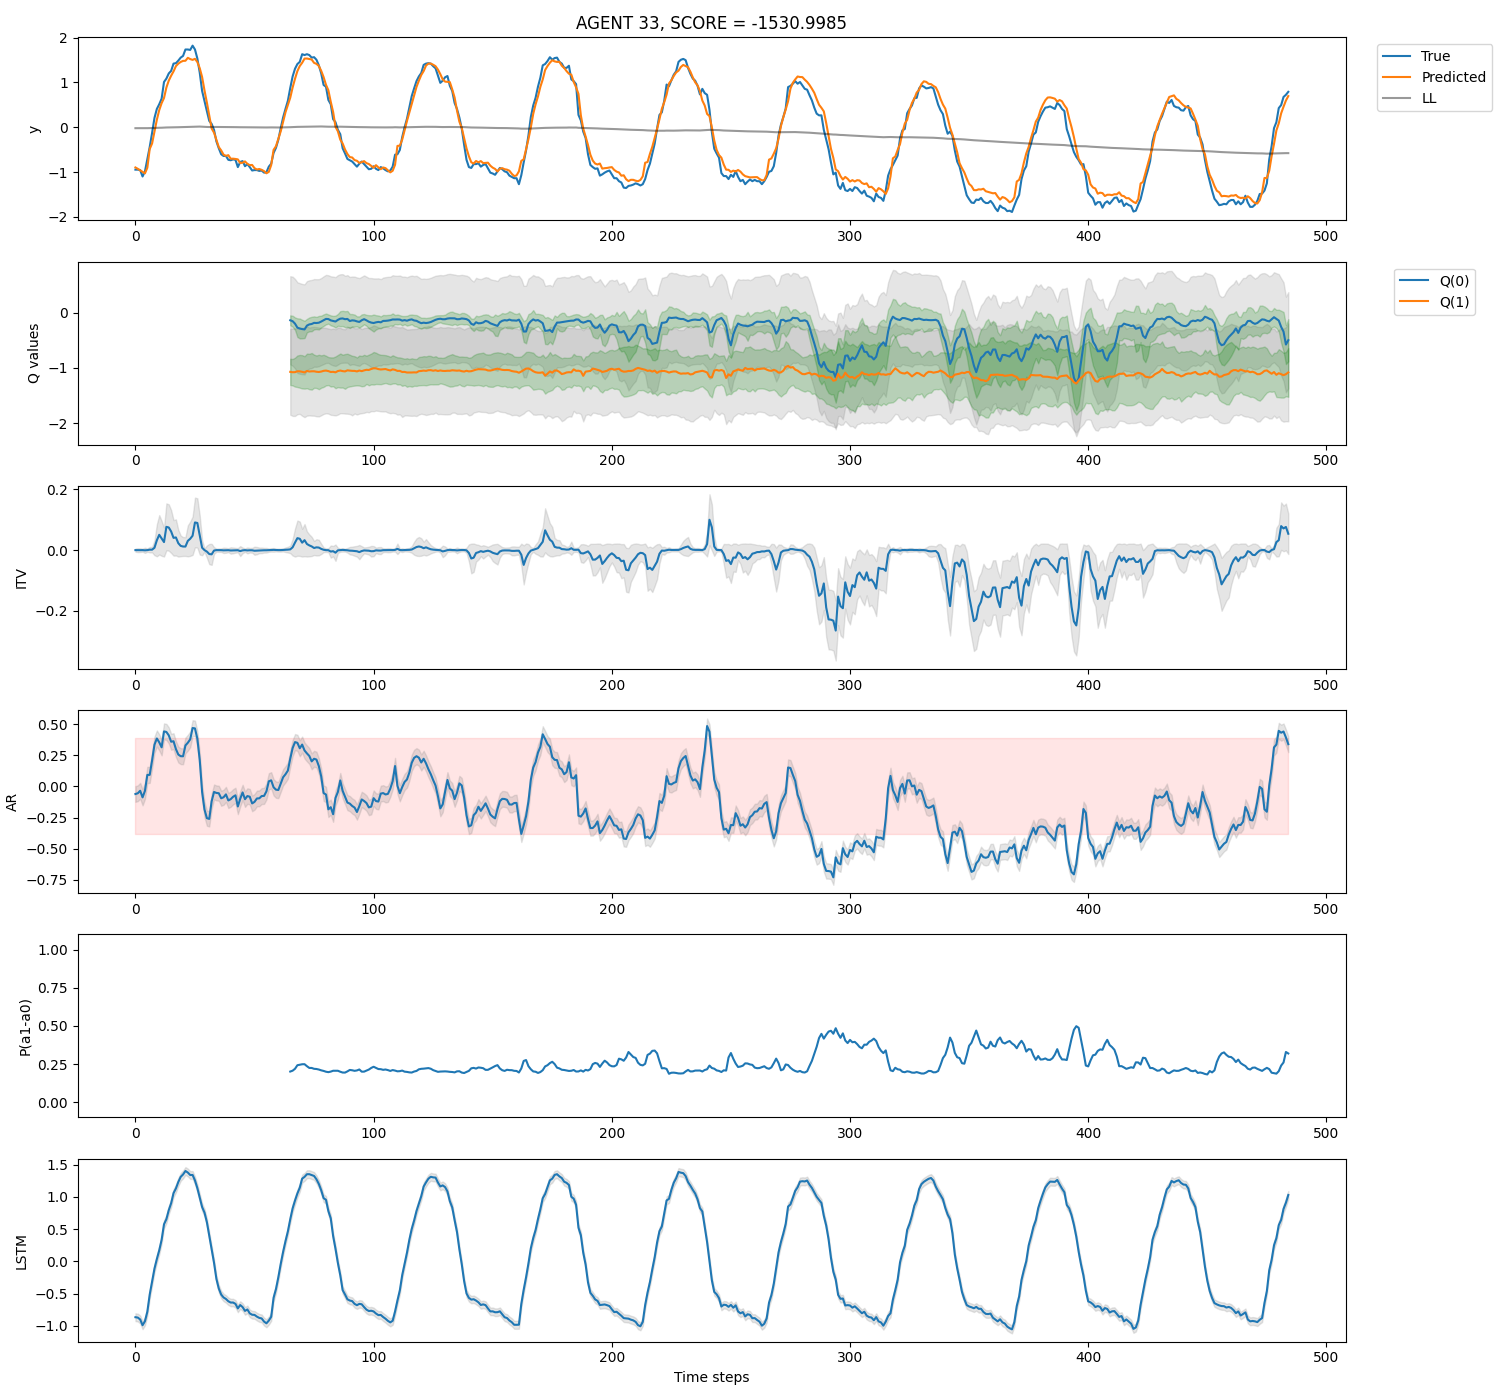 AGENT 33, SCORE = -1530.9985
True
Predicted
LL
y
2
1
0
−1
−2
0 100 200 300 400 500
Q(0)
Q(1)
Q values
0
−1
−2
0 100 200 300 400 500
ITV
0.2
0.0
−0.2
0 100 200 300 400 500
AR
0.50
0.25
0.00
−0.25
−0.50
−0.75
0 100 200 300 400 500
P(a1-a0)
1.00
0.75
0.50
0.25
0.00
0 100 200 300 400 500
LSTM
1.5
1.0
0.5
0.0
−0.5
−1.0
0 100 200 300 400 500
Time steps